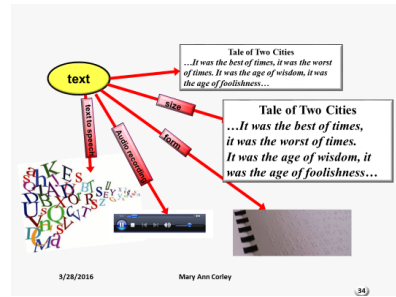 Tale of Two Cities
…It was the best of times, it was the worst
of times. It was the age of wisdom, it was
the age of foolishness…
text
size
Tale of Two Cities
…It was the best of times,
it was the worst of times.
It was the age of wisdom, it
was the age of foolishness…
text to speech
Audio recording
form
3/28/2016
Mary Ann Corley
34